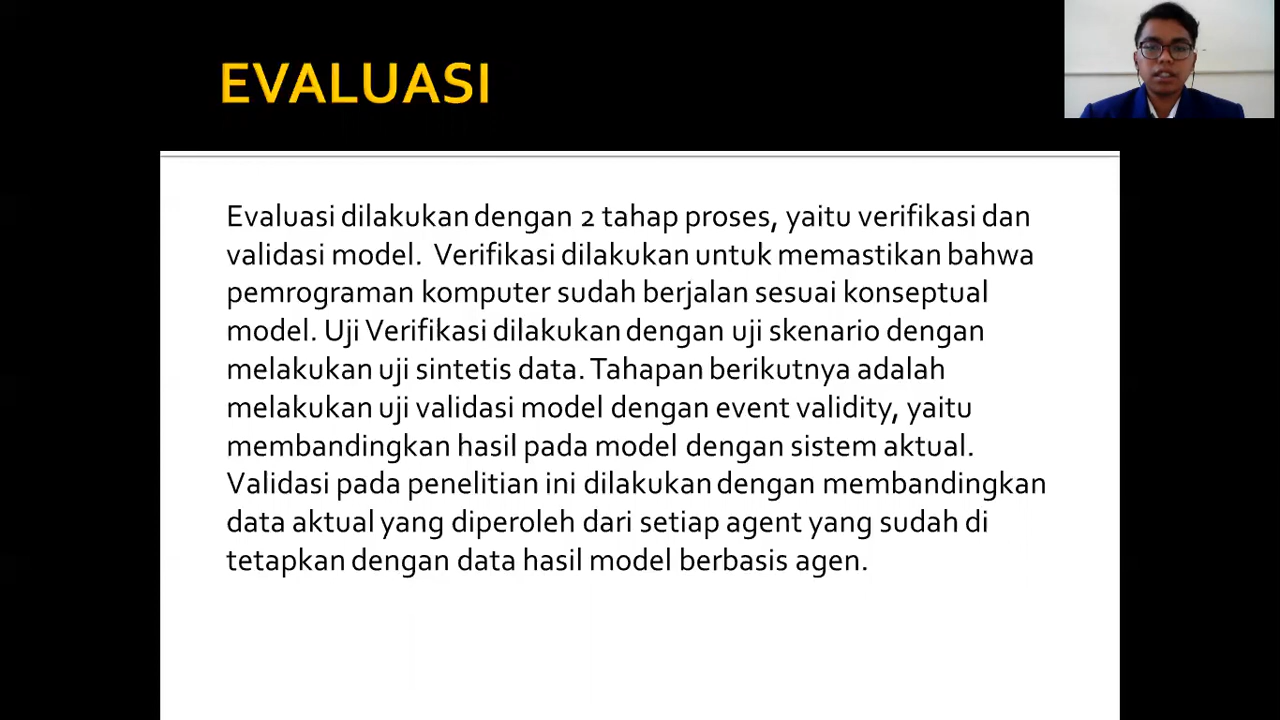 EVALUASI
Evaluasi dilakukan dengan 2 tahap proses, yaitu verifikasi dan
validasi model. Verifikasi dilakukan untuk memastikan bahwa
pemrograman komputer sudah berjalan sesuai konseptual
model. Uji Verifikasi dilakukan dengan uji skenario dengan
melakukan uji sintetis data. Tahapan berikutnya adalah
melakukan uji validasi model dengan event validity, yaitu
membandingkan hasil pada model dengan sistem aktual.
Validasi pada penelitian ini dilakukan dengan membandingkan
data aktual yang diperoleh dari setiap agent yang sudah di
tetapkan dengan data hasil model berbasis agen.